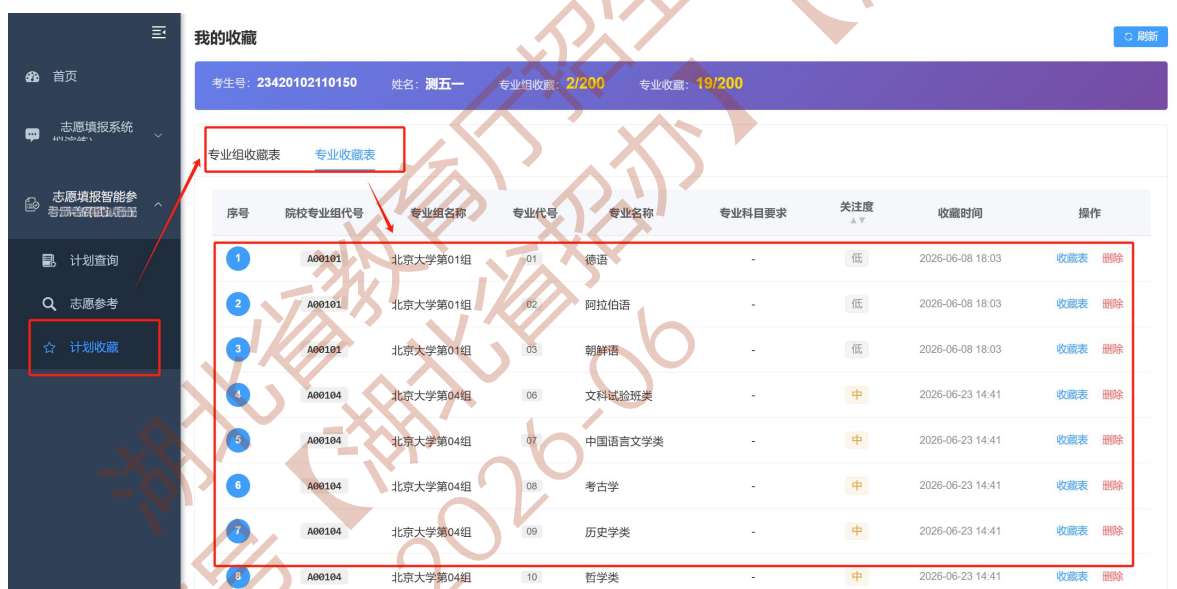 我的收藏
刷新
首页
考生号: 23420102110150 姓名: 测五一 专业组收藏: 2/200 专业收藏: 19/200
志愿填报系统
专业组收藏表 专业收藏表
志愿填报智能参
序号 院校专业组代号 专业组名称 专业代号 专业名称 专业科目要求 关注度 收藏时间 操作
计划查询
1 A00101 北京大学第01组 01 德语 - 低 2026-06-08 18:03 收藏表 删除
志愿参考
2 A00101 北京大学第01组 02 阿拉伯语 - 低 2026-06-08 18:03 收藏表 删除
计划收藏
3 A00101 北京大学第01组 03 朝鲜语 - 低 2026-06-08 18:03 收藏表 删除
4 A00104 北京大学第04组 06 文科试验班类 - 中 2026-06-23 14:41 收藏表 删除
5 A00104 北京大学第04组 07 中国语言文学类 - 中 2026-06-23 14:41 收藏表 删除
6 A00104 北京大学第04组 08 考古学 - 中 2026-06-23 14:41 收藏表 删除
7 A00104 北京大学第04组 09 历史学类 - 中 2026-06-23 14:41 收藏表 删除
8 A00104 北京大学第04组 10 哲学类 - 中 2026-06-23 14:41 收藏表 删除
湖北省教育厅招生
【湖北省招办】
2026-06